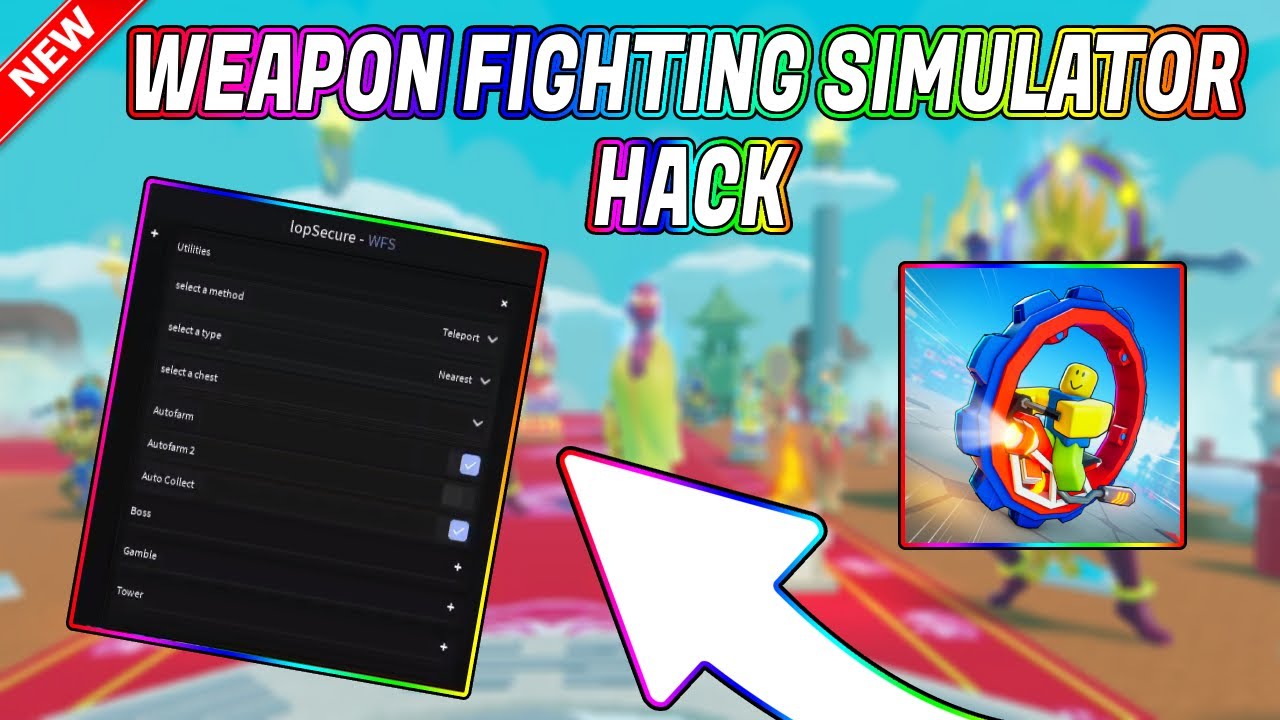 NEW
WEAPON FIGHTING SIMULATOR
HACK
lopSecure - WFS
Utilities
select a method
Teleport
select a type
Nearest
select a chest
Autofarm
Autofarm 2
Auto Collect
Boss
Gamble
Tower